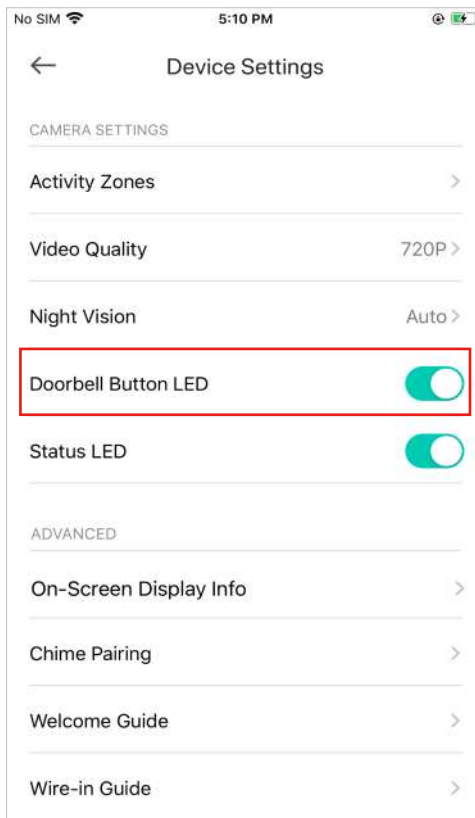 No SIM 5:10 PM
Device Settings
CAMERA SETTINGS
Activity Zones
Video Quality 720P
Night Vision Auto
Doorbell Button LED
Status LED
ADVANCED
On-Screen Display Info
Chime Pairing
Welcome Guide
Wire-in Guide